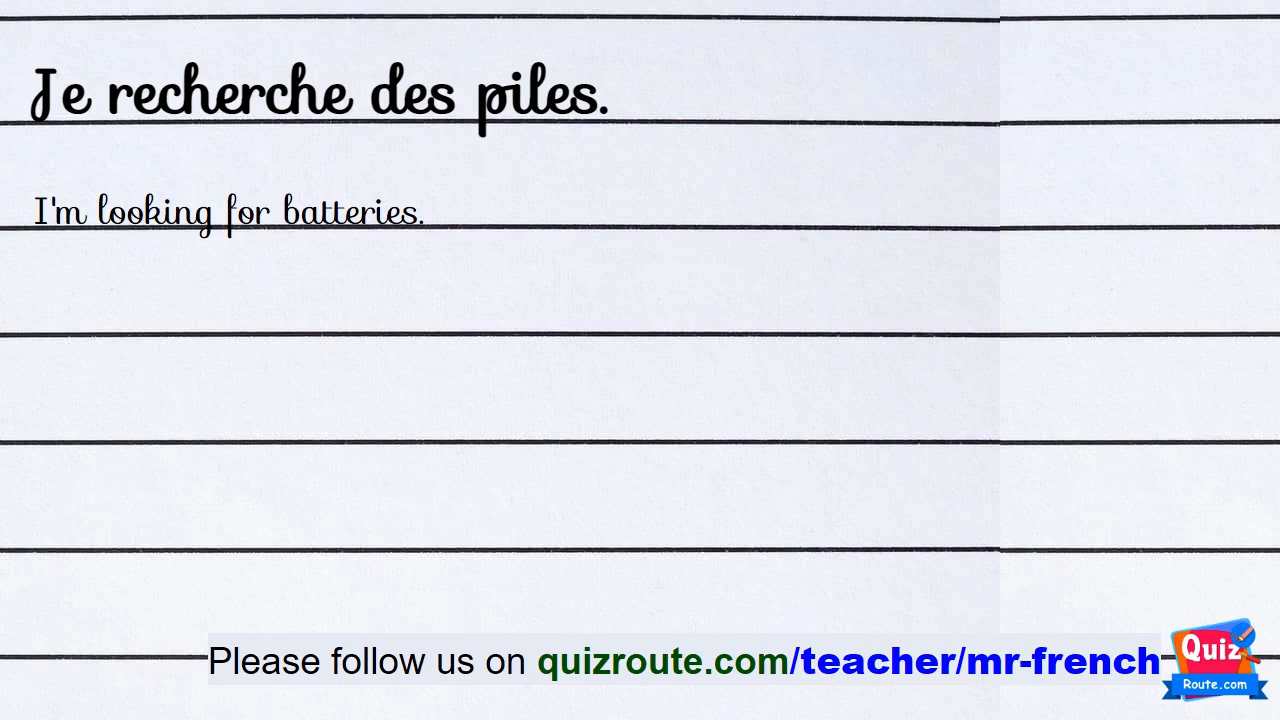 Je recherche des piles.
I'm looking for batteries.
Please follow us on quizroute.com/teacher/mr-french
Quiz
Route.com